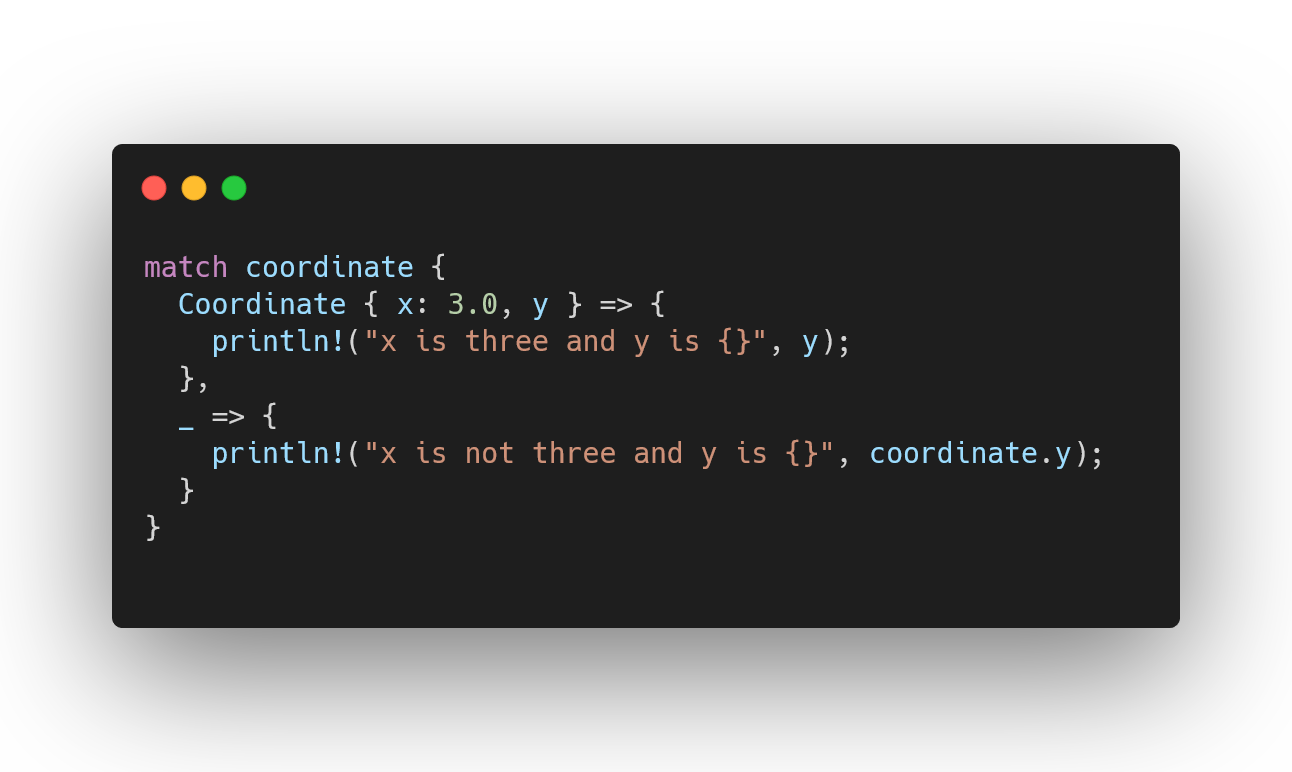 match coordinate {
  Coordinate { x: 3.0, y } => {
    println!("x is three and y is {}", y);
  },
  _ => {
    println!("x is not three and y is {}", coordinate.y);
  }
}